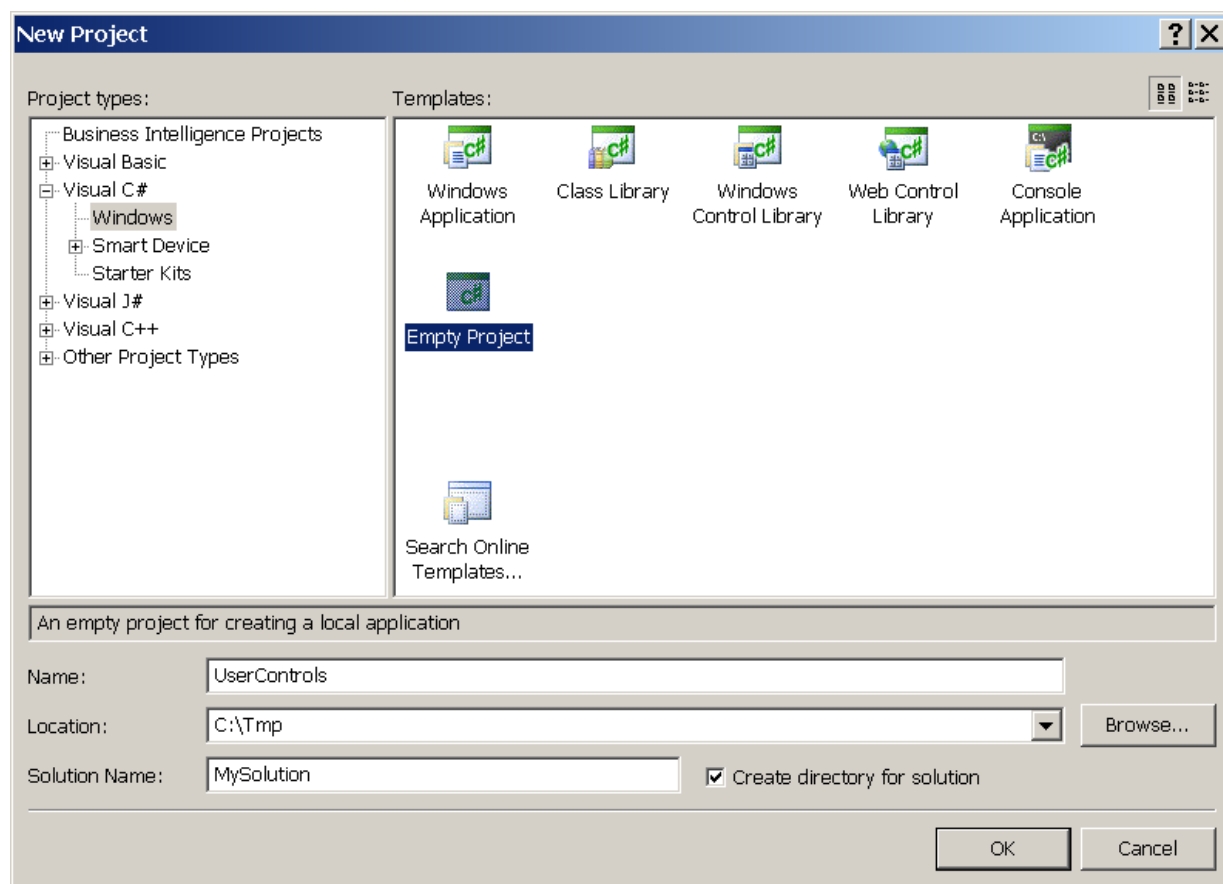 New Project
Project types:
Templates:
Business Intelligence Projects
Visual Basic
Visual C#
Windows
Smart Device
Starter Kits
Visual J#
Visual C++
Other Project Types
Windows
Application
Class Library
Windows
Control Library
Web Control
Library
Console
Application
Empty Project
Search Online
Templates...
An empty project for creating a local application
Name:
UserControls
Location:
C:\Tmp
Browse...
Solution Name:
MySolution
Create directory for solution
OK
Cancel